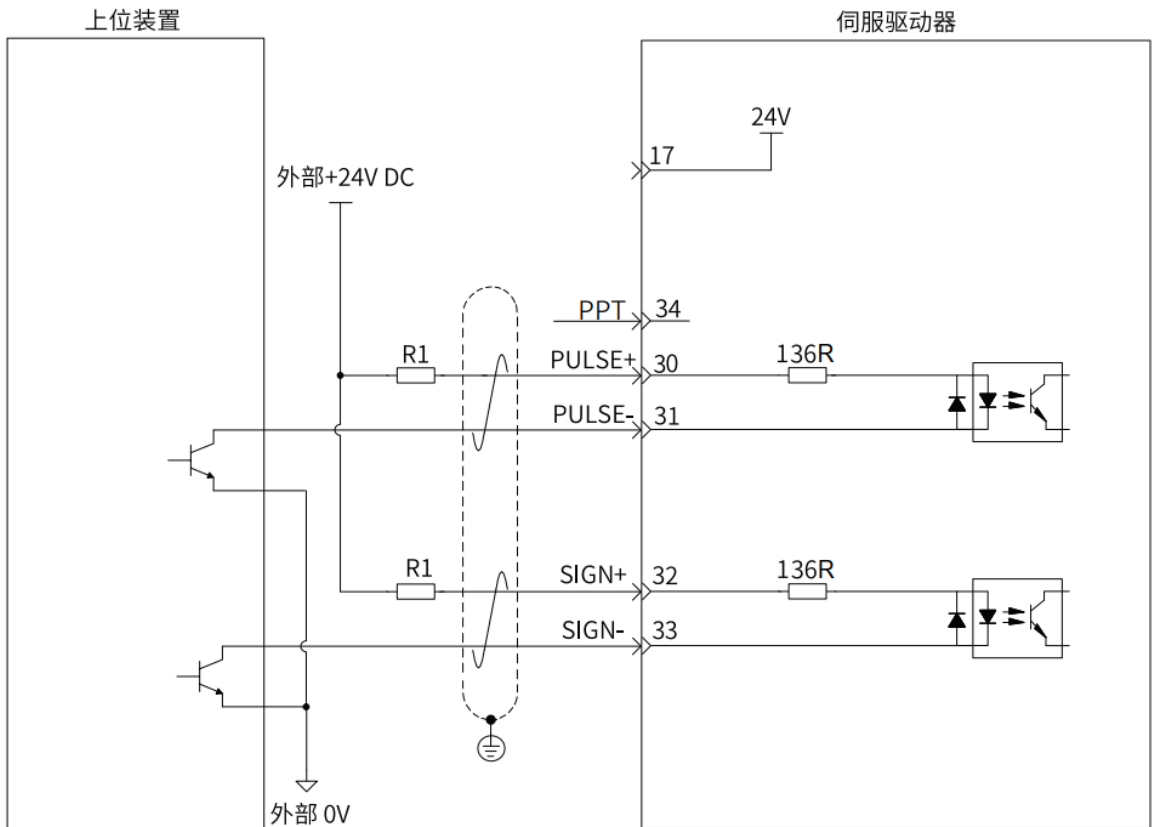 上位装置
伺服驱动器
24V
17
外部+24V DC
PPT
34
R1
PULSE+
30
136R
PULSE-
31
R1
SIGN+
32
136R
SIGN-
33
外部 0V